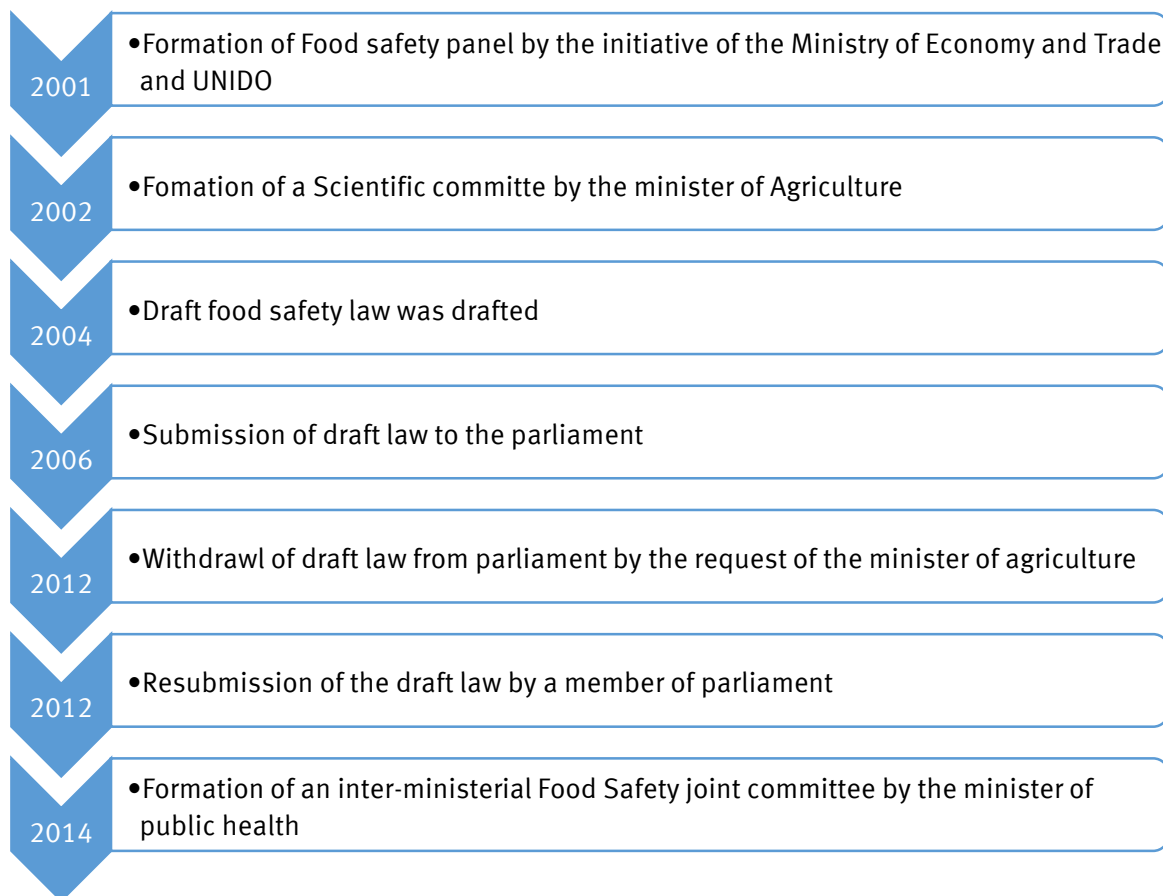 2001
•Formation of Food safety panel by the initiative of the Ministry of Economy and Trade
and UNIDO
2002
•Fomation of a Scientific committe by the minister of Agriculture
2004
•Draft food safety law was drafted
2006
•Submission of draft law to the parliament
2012
•Withdrawl of draft law from parliament by the request of the minister of agriculture
2012
•Resubmission of the draft law by a member of parliament
2014
•Formation of an inter-ministerial Food Safety joint committee by the minister of
public health